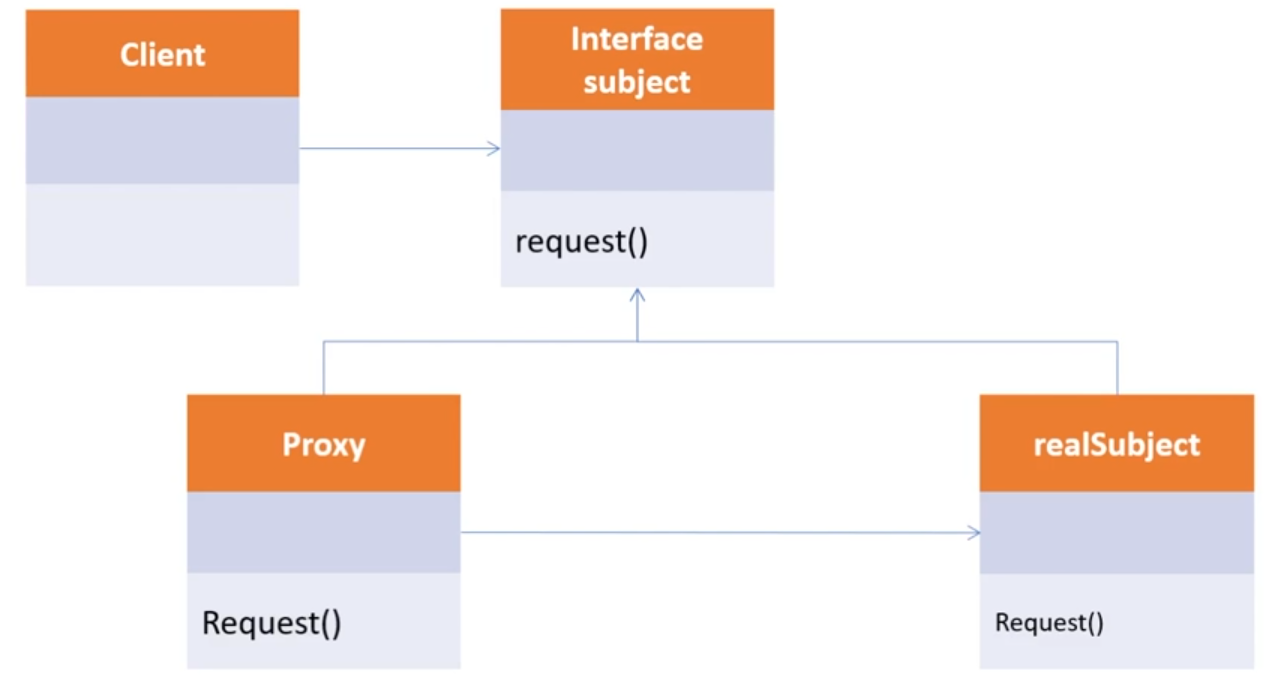 Client
Interface
subject
request()
Proxy
realSubject
Request()
Request()